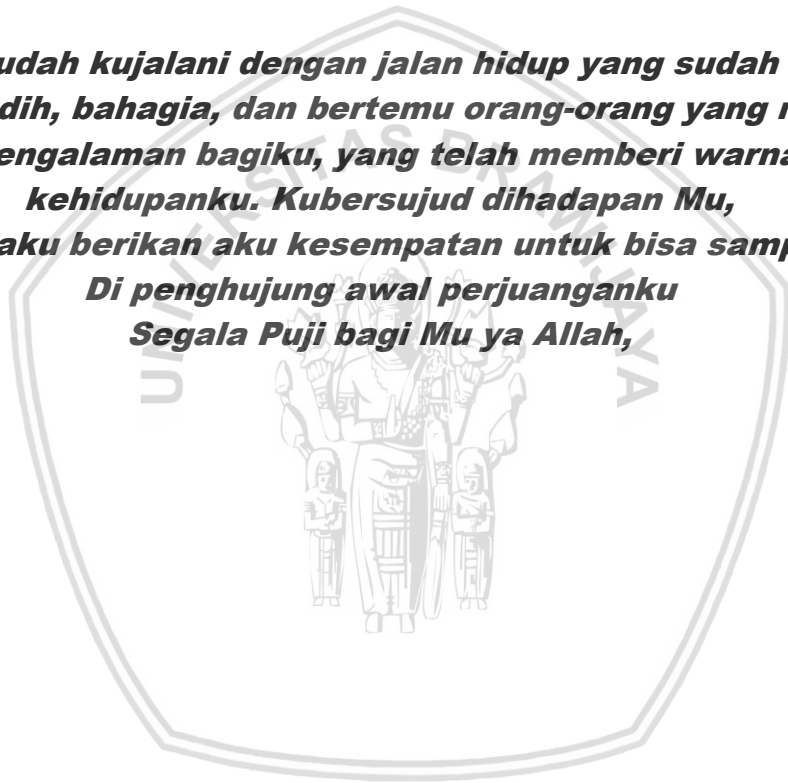 udah kujalani dengan jalan hidup yang sudah
dih, bahagia, dan bertemu orang-orang yang
engalaman bagiku, yang telah memberi warna
kehidupanku. Kubersujud dihadapan Mu,
aku berikan aku kesempatan untuk bisa samp
Di penghujung awal perjuanganku
Segala Puji bagi Mu ya Allah,
UNIVERSITAS BRAWIJAYA